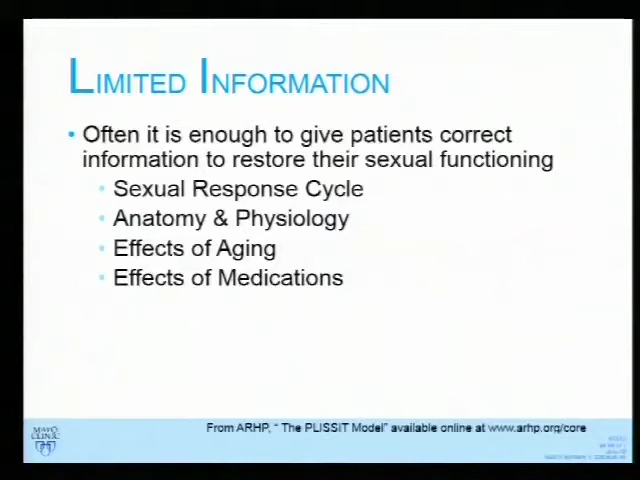 LIMITED INFORMATION
• Often it is enough to give patients correct
information to restore their sexual functioning
• Sexual Response Cycle
• Anatomy & Physiology
• Effects of Aging
• Effects of Medications
From ARHP, “ The PLISSIT Model” available online at www.arhp.org/core
MAYO
CLINIC